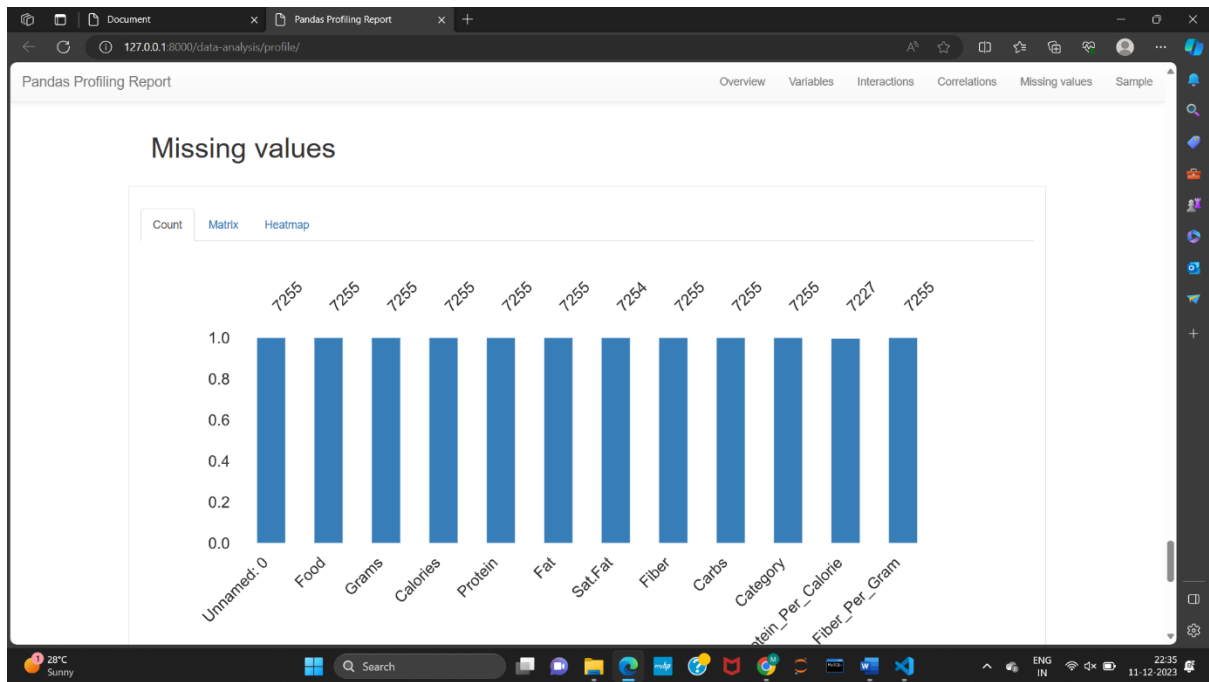 Document
Pandas Profiling Report
127.0.0.1:8000/data-analysis/profile/
Pandas Profiling Report
Overview Variables Interactions Correlations Missing values Sample
Missing values
Count Matrix Heatmap
7255 7255 7255 7255 7255 7255 7254 7255 7255 7255 7227 7255
1.0
0.8
0.6
0.4
0.2
0.0
Unnamed: 0 Food Grams Calories Protein Fat Sat.Fat Fiber Carbs Category otein_Per_Calorie Fiber_Per_Gram
1
28°C
Sunny
Search
ENG
IN
22:35
11-12-2023